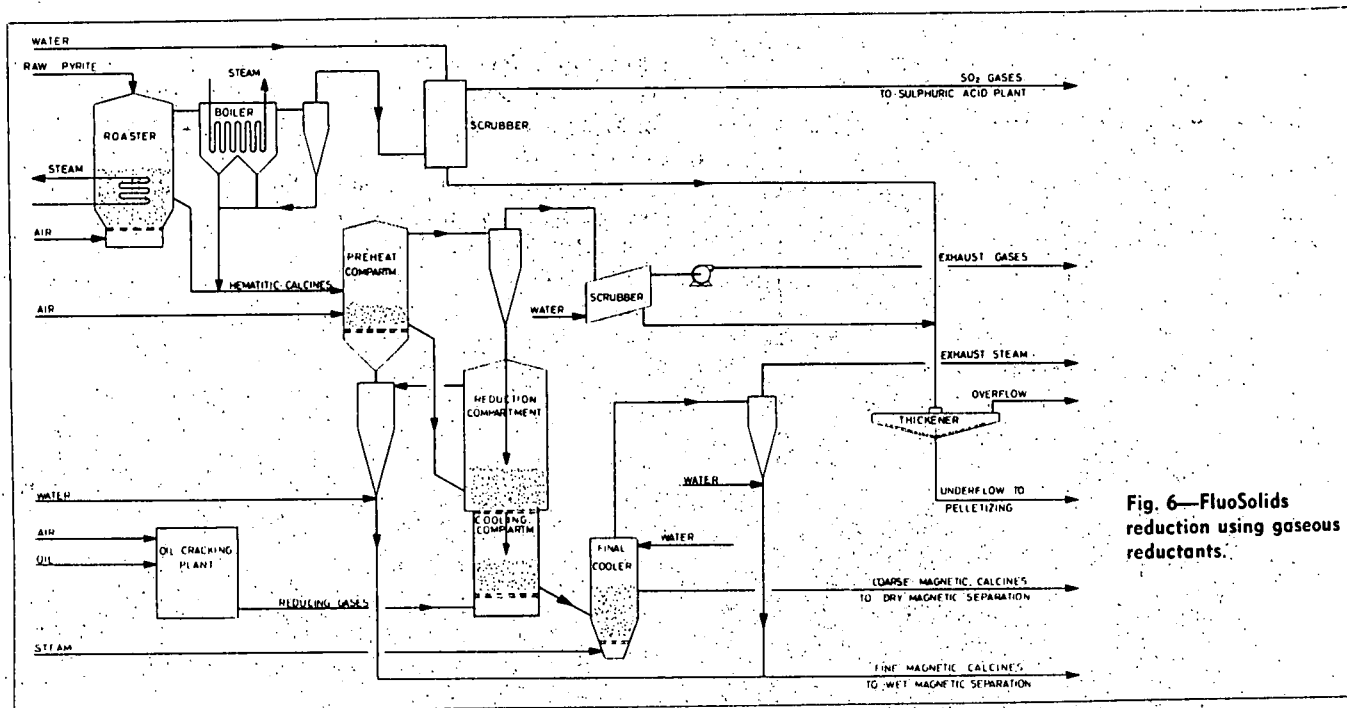 WATER
RAW PYRITE
STEAM
SO₂ GASES
TO SULPHURIC ACID PLANT
BOILER
ROASTER
SCRUBBER
STEAM
AIR
PREHEAT
COMPARTM.
EXHAUST GASES
HEMATITIC CALCINES
SCRUBBER
WATER
AIR
EXHAUST STEAM
OVERFLOW
REDUCTION
COMPARTMENT
THICKENER
WATER
WATER
UNDERFLOW TO
PELLETIZING
COOLING
COMPARTM.
Fig. 6—FluoSolids
reduction using gaseous
reductants.
AIR
OIL
OIL CRACKING
PLANT
FINAL
COOLER
WATER
COARSE MAGNETIC CALCINES
TO DRY MAGNETIC SEPARATION
REDUCING GASES
STEAM
FINE MAGNETIC CALCINES
TO WET MAGNETIC SEPARATION